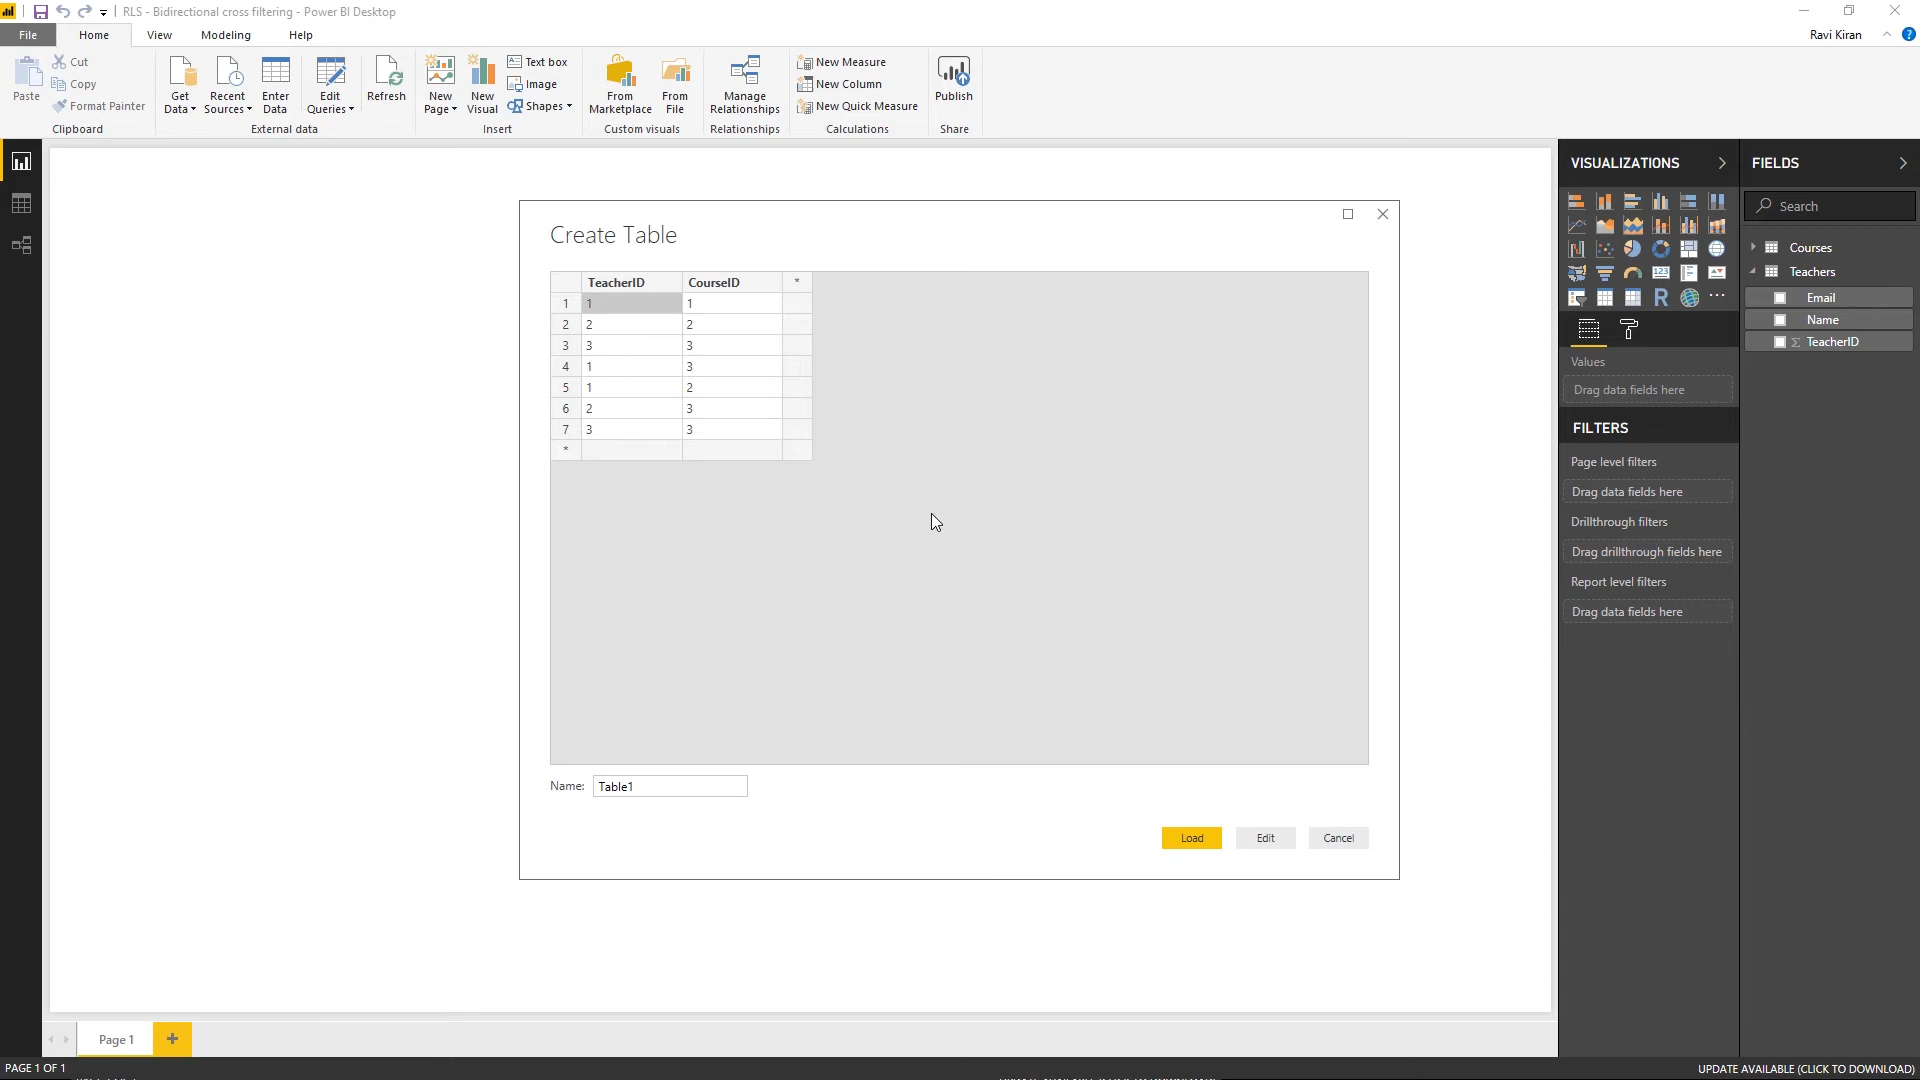 RLS - Bidirectional cross filtering - Power BI Desktop
File Home View Modeling Help
Ravi Kiran
Paste
Cut
Copy
Format Painter
Clipboard
Get Data
Recent Sources
Enter Data
Edit Queries
Refresh
External data
New Page
New Visual
Text box
Image
Shapes
Insert
From Marketplace
From File
Custom visuals
Manage Relationships
Relationships
New Measure
New Column
New Quick Measure
Calculations
Publish
Share
Create Table
TeacherID CourseID *
1 1 1
2 2 2
3 3 3
4 1 3
5 1 2
6 2 3
7 3 3
*
Name: Table1
Load Edit Cancel
VISUALIZATIONS
Values
Drag data fields here
FILTERS
Page level filters
Drag data fields here
Drillthrough filters
Drag drillthrough fields here
Report level filters
Drag data fields here
FIELDS
Search
Courses
Teachers
Email
Name
Σ TeacherID
Page 1
PAGE 1 OF 1
UPDATE AVAILABLE (CLICK TO DOWNLOAD)